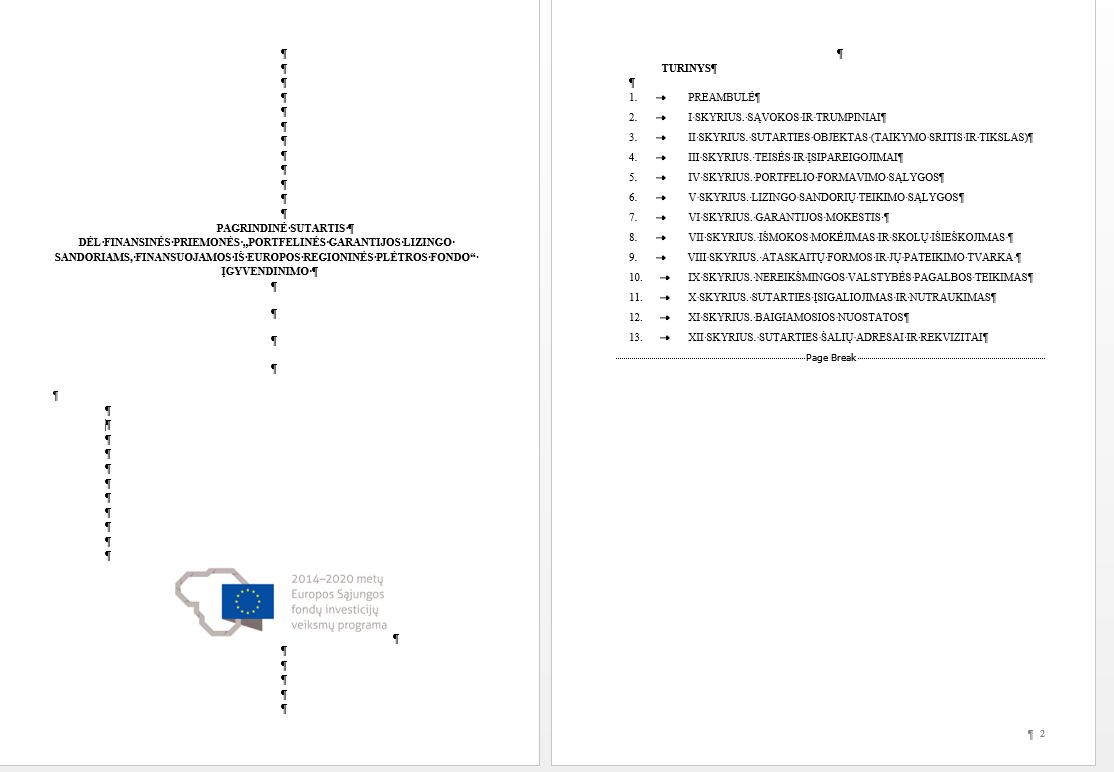 PAGRINDINĖ SUTARTIS
DĖL FINANSINĖS PRIEMONĖS „PORTFELINĖS GARANTIJOS LIZINGO
SANDORIAMS, FINANSUOJAMOS IŠ EUROPOS REGIONINĖS PLĖTROS FONDO“
ĮGYVENDINIMO
2014–2020 metų
Europos Sąjungos
fondų investicijų
veiksmų programa
TURINYS
1. PREAMBULĖ
2. I SKYRIUS. SĄVOKOS IR TRUMPINIAI
3. II SKYRIUS. SUTARTIES OBJEKTAS (TAIKYMO SRITIS IR TIKSLAS)
4. III SKYRIUS. TEISĖS IR ĮSIPAREIGOJIMAI
5. IV SKYRIUS. PORTFELIO FORMAVIMO SĄLYGOS
6. V SKYRIUS. LIZINGO SANDORIŲ TEIKIMO SĄLYGOS
7. VI SKYRIUS. GARANTIJOS MOKESTIS
8. VII SKYRIUS. IŠMOKOS MOKĖJIMAS IR SKOLŲ IŠIEŠKOJIMAS
9. VIII SKYRIUS. ATASKAITŲ FORMOS IR JŲ PATEIKIMO TVARKA
10. IX SKYRIUS. NEREIKŠMINGOS VALSTYBĖS PAGALBOS TEIKIMAS
11. X SKYRIUS. SUTARTIES ĮSIGALIOJIMAS IR NUTRAUKIMAS
12. XI SKYRIUS. BAIGIAMOSIOS NUOSTATOS
13. XII SKYRIUS. SUTARTIES ŠALIŲ ADRESAI IR REKVIZITAI
Page Break
2